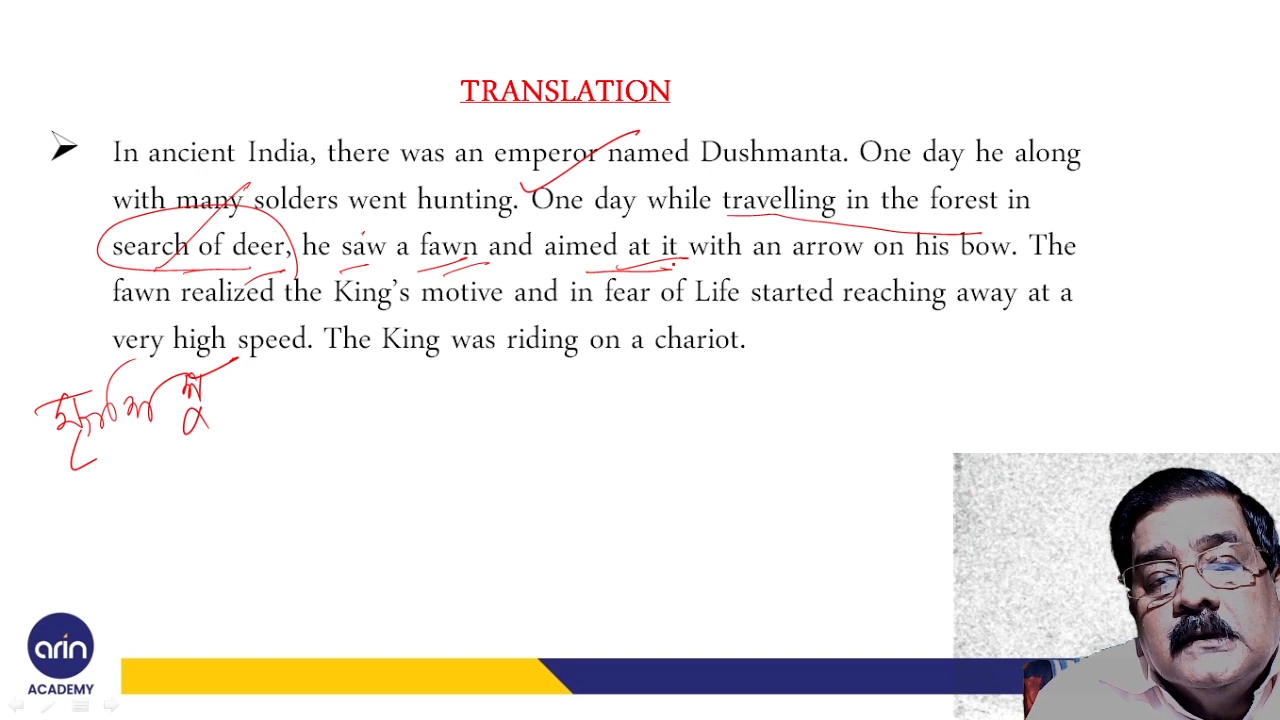 TRANSLATION
In ancient India, there was an emperor named Dushmanta. One day he along
with many solders went hunting. One day while travelling in the forest in
search of deer, he saw a fawn and aimed at it with an arrow on his bow. The
fawn realized the King's motive and in fear of Life started reaching away at a
very high speed. The King was riding on a chariot.
arin
ACADEMY